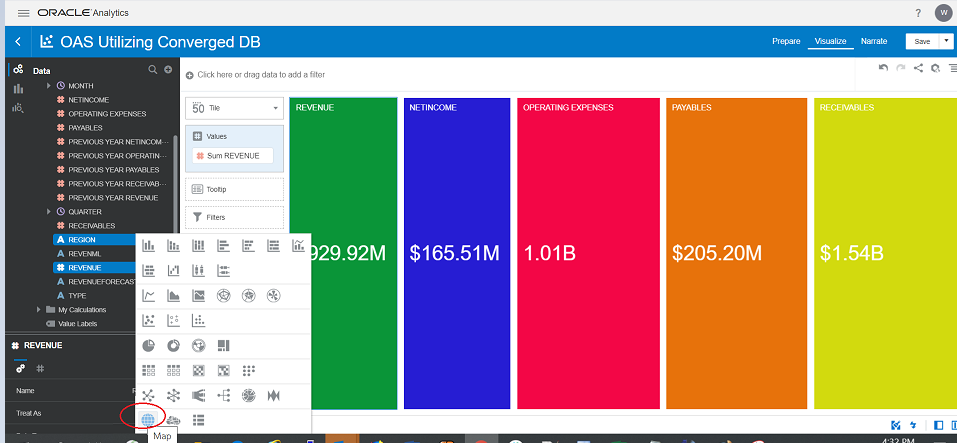 ORACLE Analytics
?
W
OAS Utilizing Converged DB
Prepare
Visualize
Narrate
Save
Data
Click here or drag data to add a filter
MONTH
NETINCOME
OPERATING EXPENSES
PAYABLES
PREVIOUS YEAR NETINCOM···
PREVIOUS YEAR OPERATIN···
PREVIOUS YEAR PAYABLES
PREVIOUS YEAR RECEIVAB···
PREVIOUS YEAR REVENUE
QUARTER
RECEIVABLES
A REGION
A REVENML
REVENUE
A REVENUEFORECAS
A TYPE
My Calculations
Value Labels
50 Tile
Values
Sum REVENUE
Tooltip
Filters
REVENUE
929.92M
NETINCOME
$165.51M
OPERATING EXPENSES
1.01B
PAYABLES
$205.20M
RECEIVABLES
$1.54B
# REVENUE
Name
Treat As
Map
4:32 PM